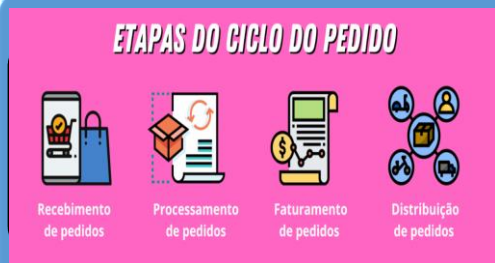 ETAPAS DO CICLO DO PEDIDO
Recebimento
de pedidos
Processamento
de pedidos
Faturamento
de pedidos
Distribuição
de pedidos